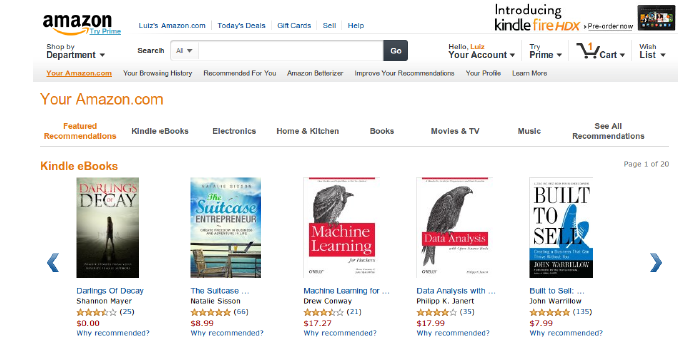 Introducing
kindle fire HDX
Pre-order now
amazon
Try Prime
Luiz's Amazon.com Today's Deals Gift Cards Sell Help
Shop by
Department
Search All Go
Hello, Luiz
Your Account
Try
Prime
1
Cart
Wish
List
Your Amazon.com Your Browsing History Recommended For You Amazon Betterizer Improve Your Recommendations Your Profile Learn More
Your Amazon.com
Featured
Recommendations
Kindle eBooks
Electronics
Home & Kitchen
Books
Movies & TV
Music
See All
Recommendations
Kindle eBooks
Page 1 of 20
DARLINGS
OF
DECAY
Darlings Of Decay
Shannon Mayer
(25)
$0.00
Why recommended?
NATALIE SISSON
The
Suitcase
ENTREPRENEUR
The Suitcase ...
Natalie Sisson
(66)
$8.99
Why recommended?
Machine
Learning
for Hackers
O'REILLY
Machine Learning for ...
Drew Conway
(21)
$17.27
Why recommended?
Data Analysis
with Open Source Tools
O'REILLY
Data Analysis with ...
Philipp K. Janert
(35)
$17.99
Why recommended?
BUILT
TO
SELL
JOHN WARRILLOW
Built to Sell: ...
John Warrillow
(135)
$7.99
Why recommended?